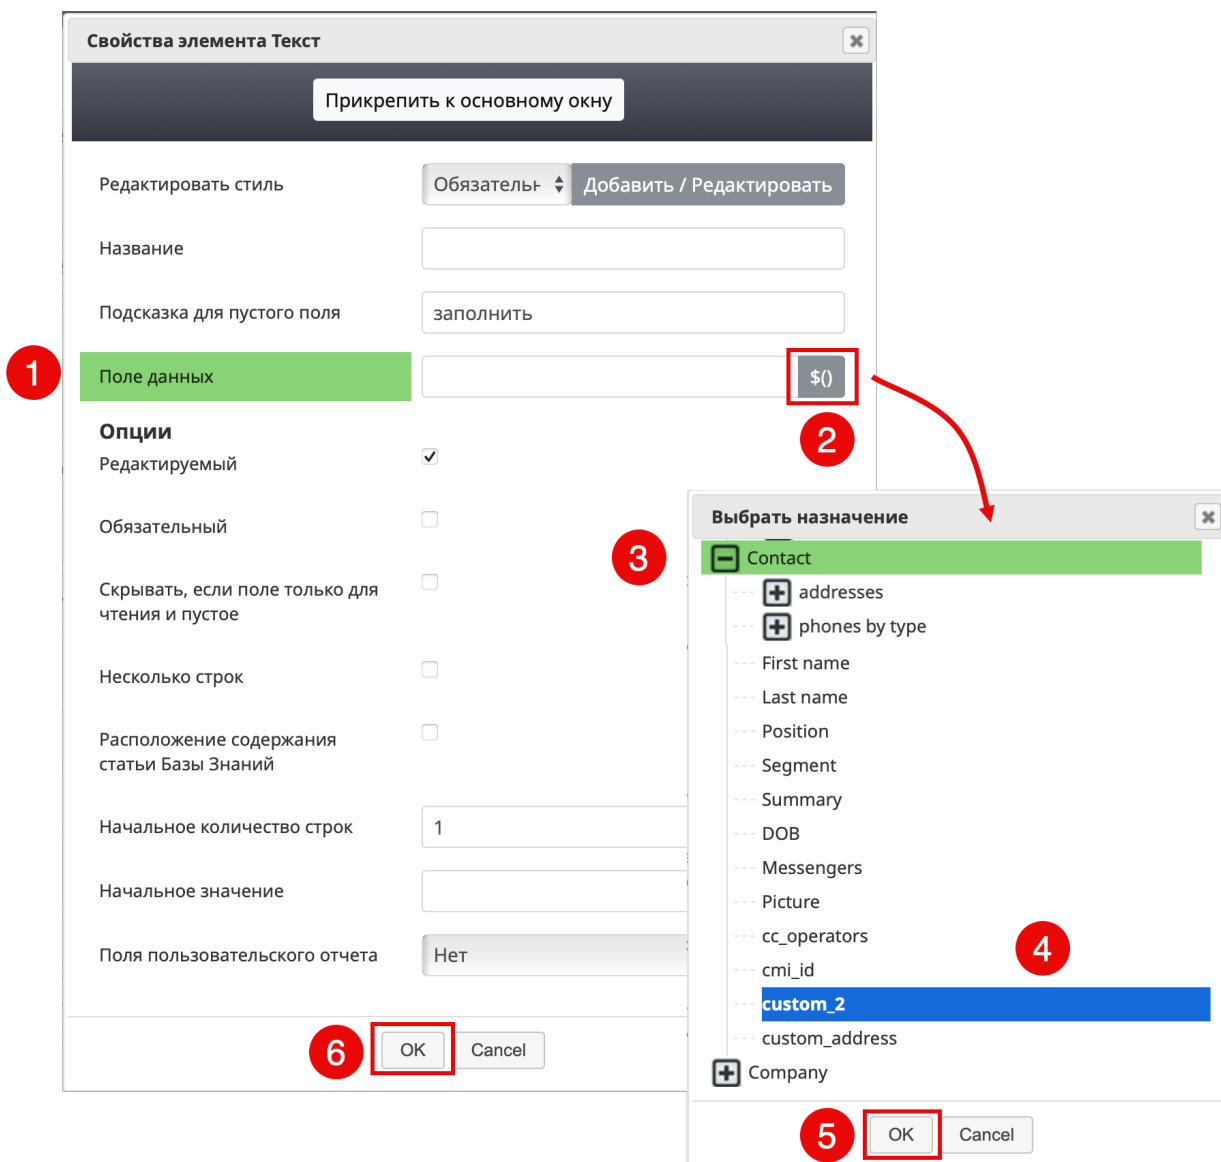 Свойства элемента Текст
Прикрепить к основному окну
Редактировать стиль
Обязательн
Добавить / Редактировать
Название
Подсказка для пустого поля
заполнить
1
Поле данных
$()
2
Опции
Редактируемый
Обязательный
Скрывать, если поле только для
чтения и пустое
Несколько строк
Расположение содержания
статьи Базы Знаний
Начальное количество строк
1
Начальное значение
Поля пользовательского отчета
Нет
6
OK
Cancel
Выбрать назначение
3
Contact
addresses
phones by type
First name
Last name
Position
Segment
Summary
DOB
Messengers
Picture
cc_operators
4
cmi_id
custom_2
custom_address
Company
5
OK
Cancel